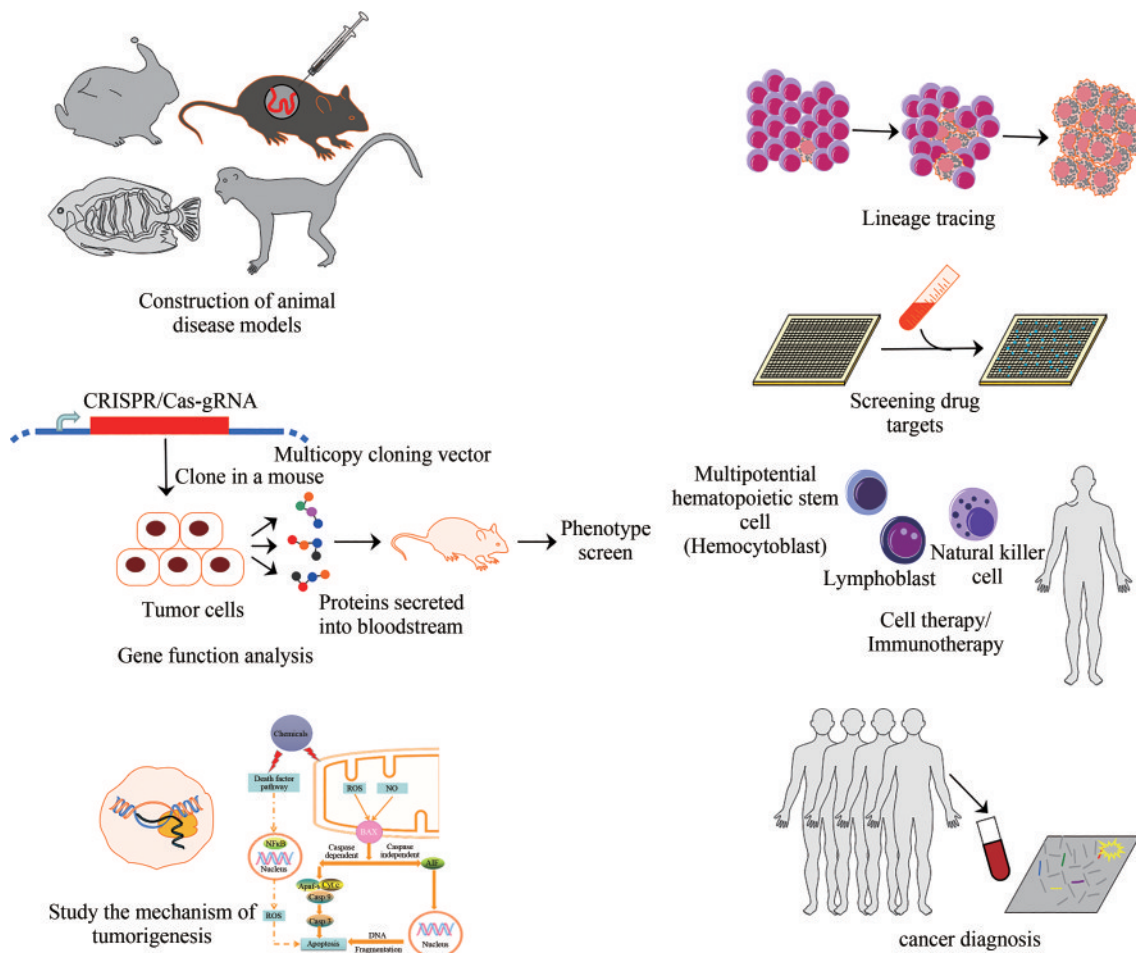 Construction of animal
disease models
Lineage tracing
Screening drug
targets
CRISPR/Cas-gRNA
Multicopy cloning vector
Clone in a mouse
Tumor cells
Proteins secreted
into bloodstream
Gene function analysis
Phenotype
screen
Multipotential
hematopoietic stem
cell
(Hemocytoblast)
Lymphoblast
Natural killer
cell
Cell therapy/
Immunotherapy
Chemicals
Death factor
pathway
ROS
NO
BAX
Caspase
dependent
Caspase
independent
NFκB
Nucleus
AIF
Casp 9
Casp 3
ROS
Apoptosis
DNA
Fragmentation
Nucleus
Study the mechanism of
tumorigenesis
cancer diagnosis